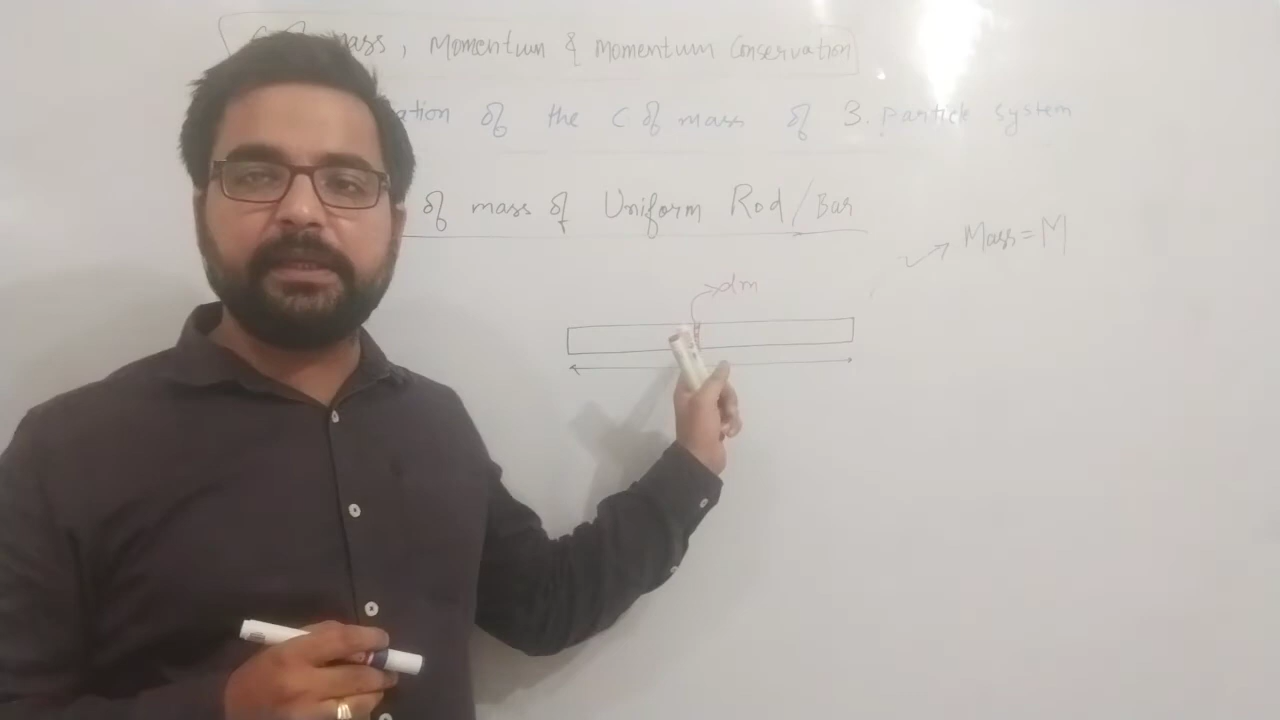 mass, Momentum & Momentum Conservation
ation of the C of mass of 3. particle system
of mass of Uniform Rod/Bar
Mass = M
dm